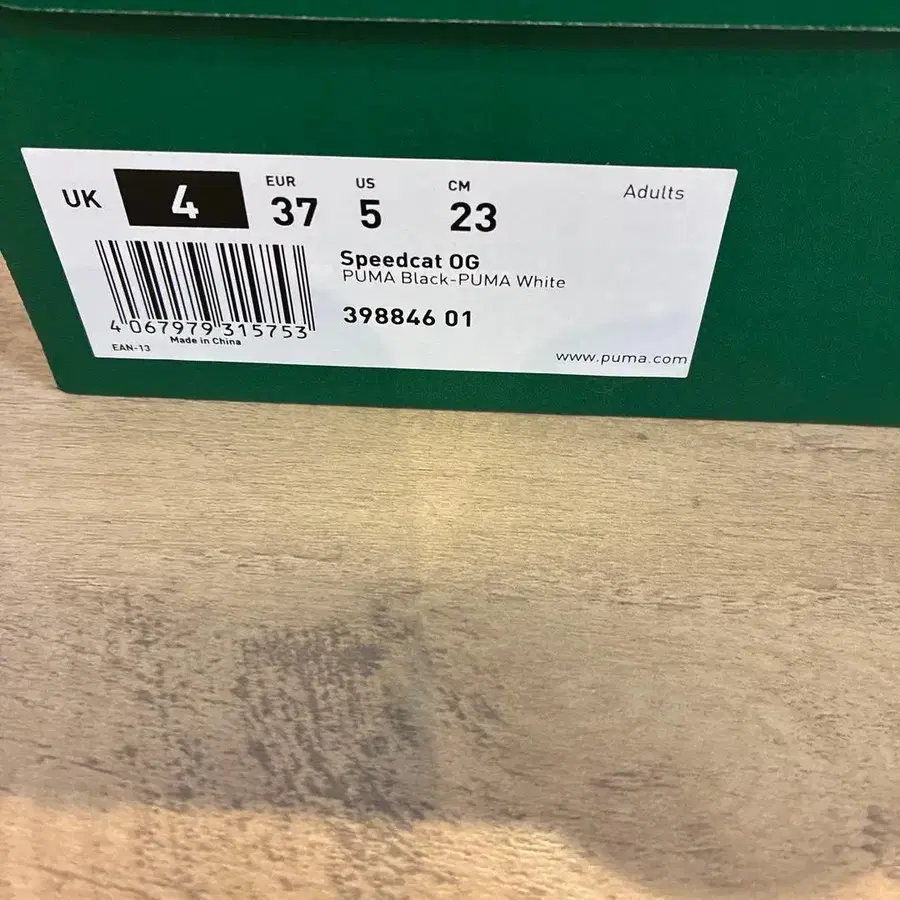 UK 4 EUR 37 US 5 CM 23 Adults
Speedcat OG
PUMA Black-PUMA White
398846 01
4 067979 315753
Made in China
EAN-13
www.puma.com